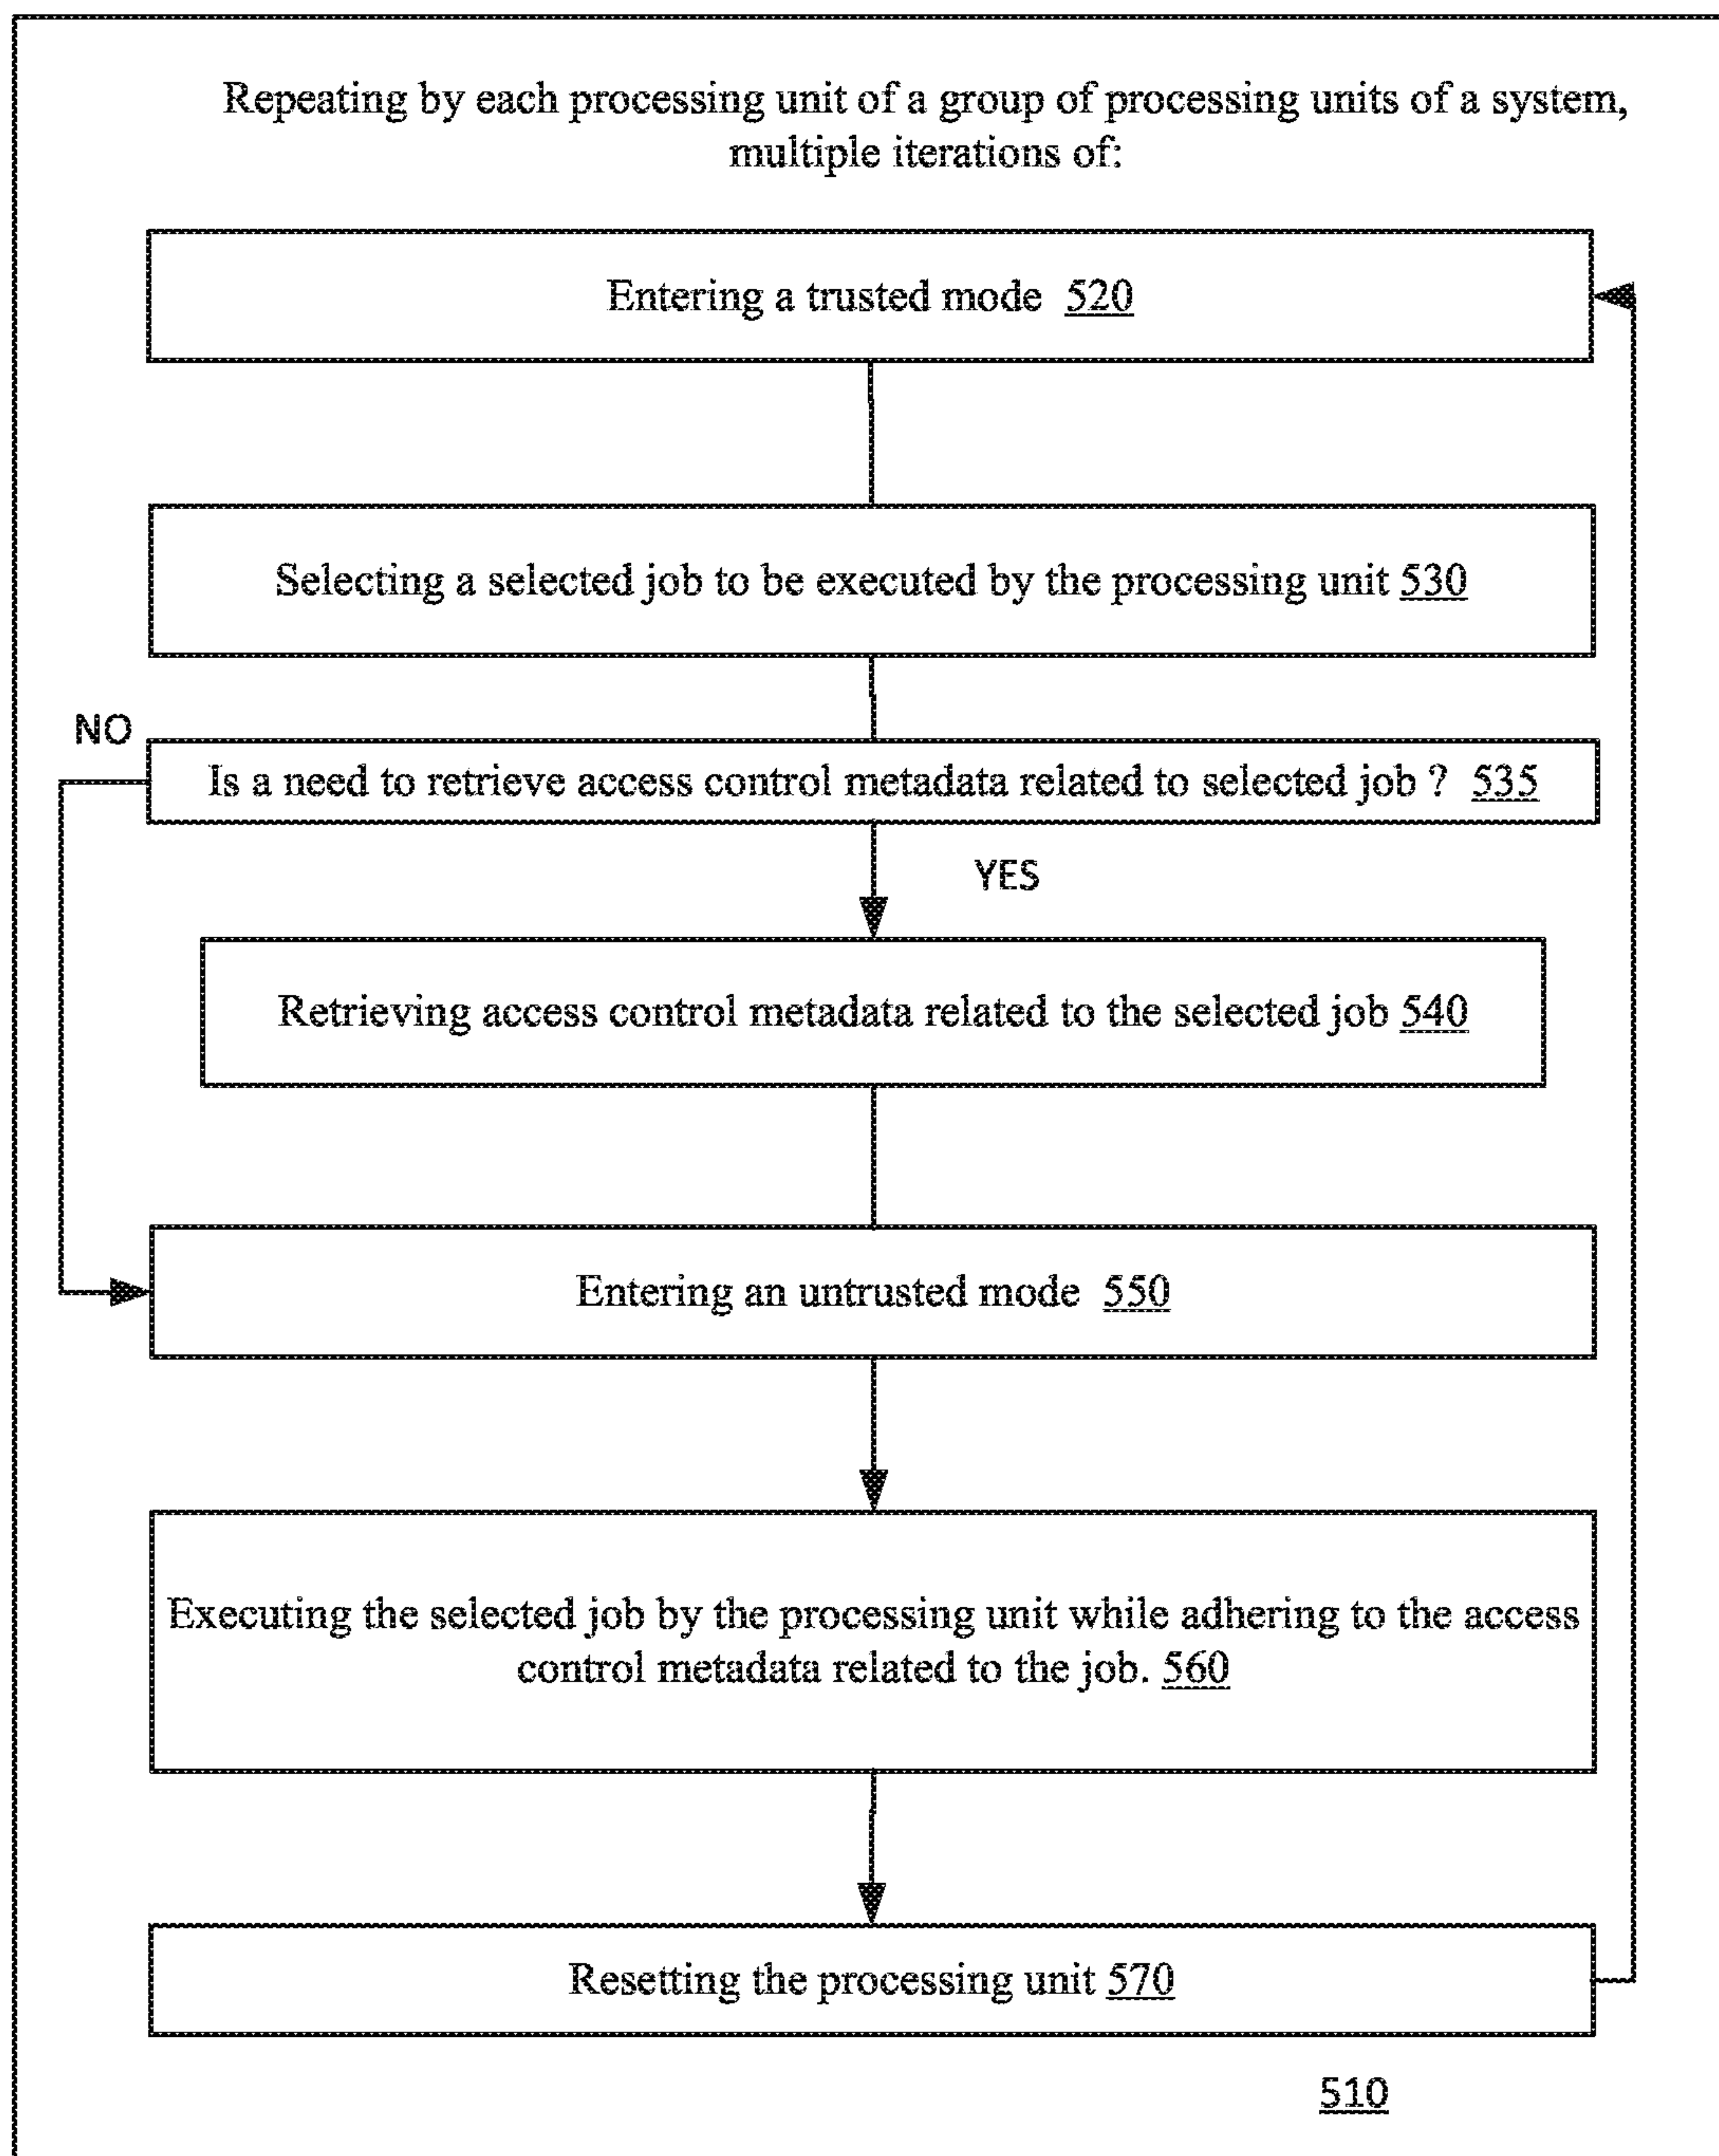 Repeating by each processing unit of a group of processing units of a system,
multiple iterations of:
Entering a trusted mode 520
Selecting a selected job to be executed by the processing unit 530
NO
Is a need to retrieve access control metadata related to selected job ? 535
YES
Retrieving access control metadata related to the selected job 540
Entering an untrusted mode 550
Executing the selected job by the processing unit while adhering to the access
control metadata related to the job. 560
Resetting the processing unit 570
510